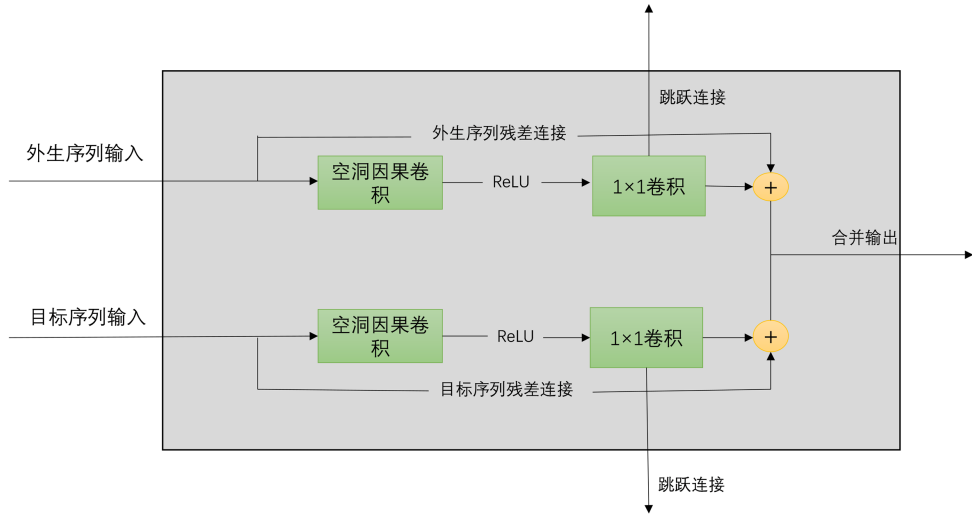 跳跃连接
外生序列残差连接
外生序列输入
空洞因果卷
积
ReLU
1×1卷积
+
合并输出
目标序列输入
空洞因果卷
积
ReLU
1×1卷积
+
目标序列残差连接
跳跃连接